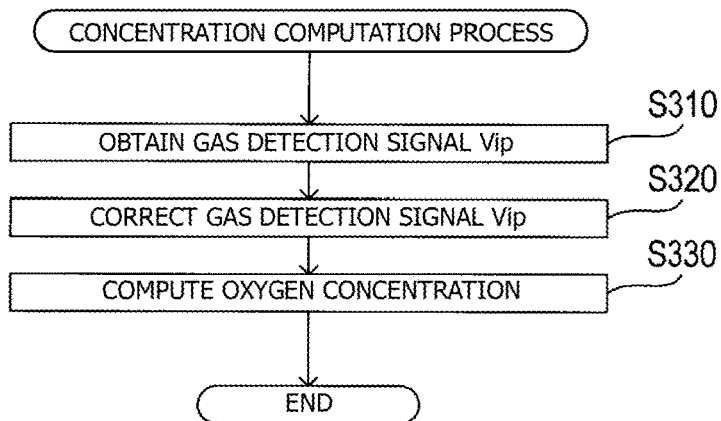 CONCENTRATION COMPUTATION PROCESS
S310
OBTAIN GAS DETECTION SIGNAL Vip
S320
CORRECT GAS DETECTION SIGNAL Vip
S330
COMPUTE OXYGEN CONCENTRATION
END